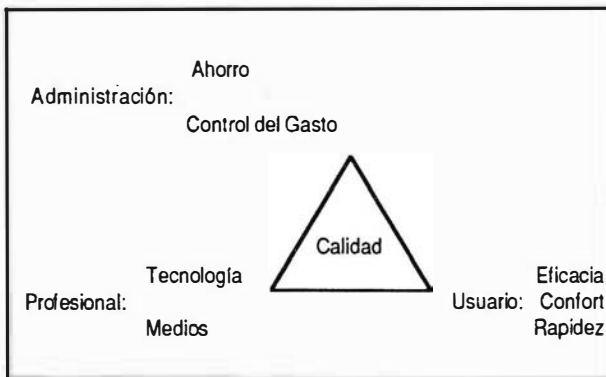 Ahorro
Administración:
Control del Gasto
Calidad
Tecnología
Profesional:
Medios
Eficacia
Usuario: Confort
Rapidez